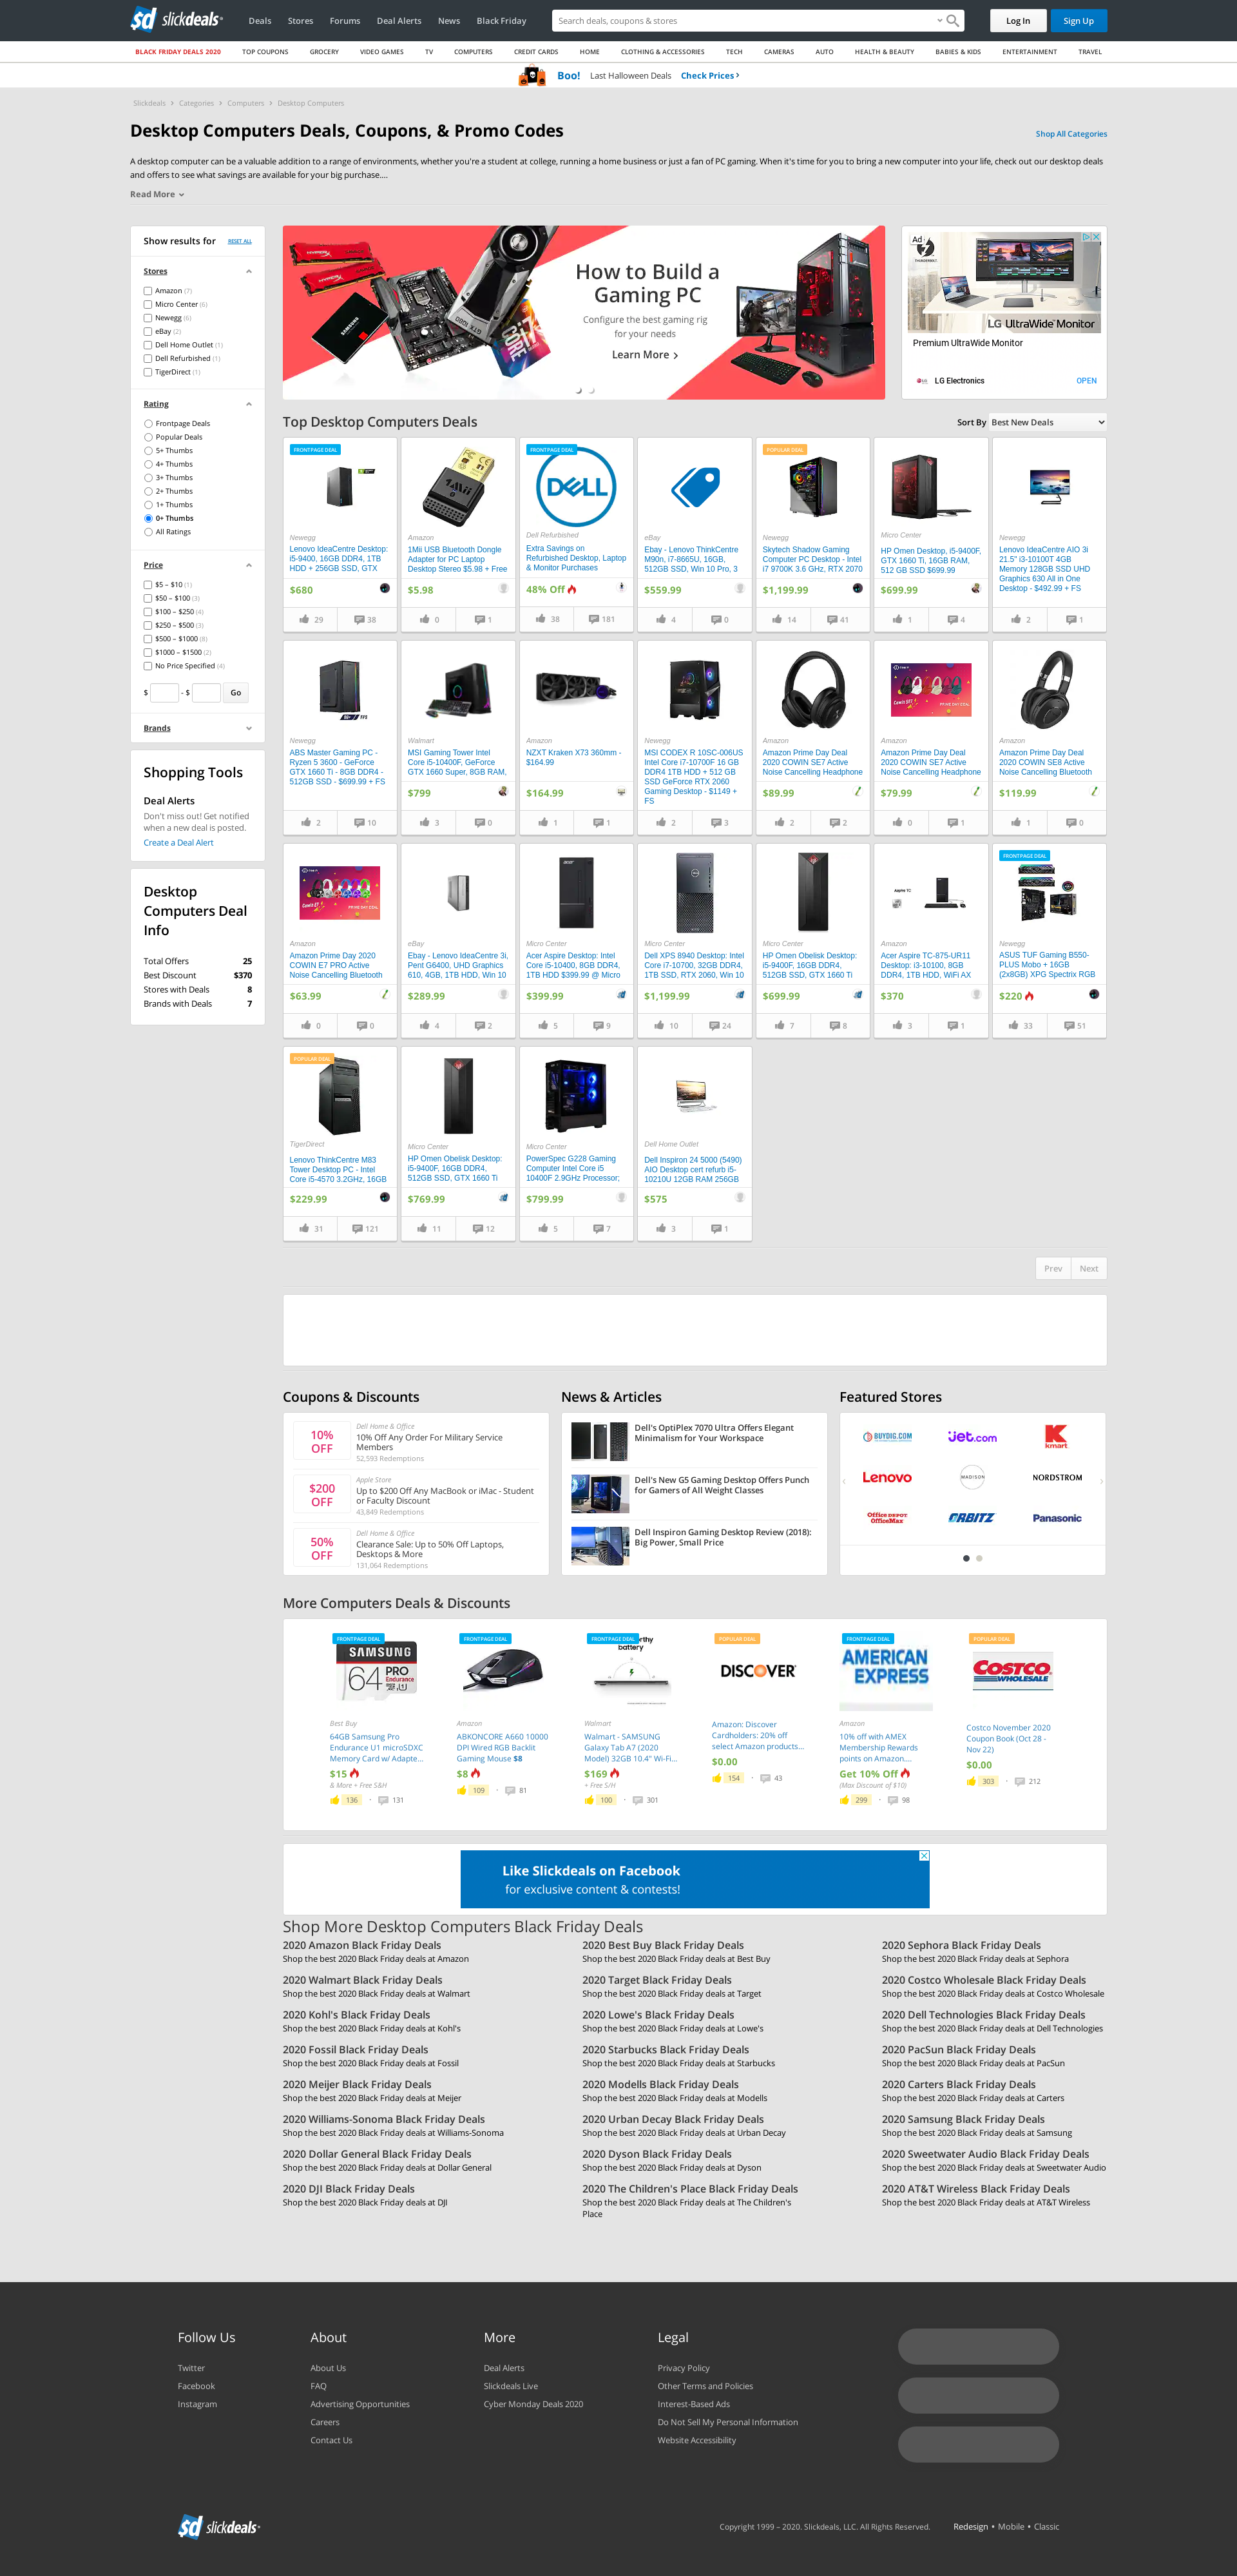 slickdeals
Deals
Stores
Forums
Deal Alerts
News
Black Friday
Search deals, coupons & stores
Log In
Sign Up
BLACK FRIDAY DEALS 2020
TOP COUPONS
GROCERY
VIDEO GAMES
TV
COMPUTERS
CREDIT CARDS
HOME
CLOTHING & ACCESSORIES
TECH
CAMERAS
AUTO
HEALTH & BEAUTY
BABIES & KIDS
ENTERTAINMENT
TRAVEL
Boo! Last Halloween Deals Check Prices
Slickdeals > Categories > Computers > Desktop Computers
Desktop Computers Deals, Coupons, & Promo Codes
Shop All Categories
A desktop computer can be a valuable addition to a range of environments, whether you're a student at college, running a home business or just a fan of PC gaming. When it's time for you to bring a new computer into your life, check out our desktop deals
and offers to see what savings are available for your big purchase....
Read More
Show results for
RESET ALL
Stores
Amazon (7)
Micro Center (6)
Newegg (6)
eBay (2)
Dell Home Outlet (1)
Dell Refurbished (1)
TigerDirect (1)
Rating
Frontpage Deals
Popular Deals
5+ Thumbs
4+ Thumbs
3+ Thumbs
2+ Thumbs
1+ Thumbs
0+ Thumbs
All Ratings
Price
$5 – $10 (1)
$50 – $100 (3)
$100 – $250 (4)
$250 – $500 (3)
$500 – $1000 (8)
$1000 – $1500 (2)
No Price Specified (4)
$ - $ Go
Brands
Shopping Tools
Deal Alerts
Don't miss out! Get notified
when a new deal is posted.
Create a Deal Alert
Desktop
Computers Deal
Info
Total Offers 25
Best Discount $370
Stores with Deals 8
Brands with Deals 7
How to Build a
Gaming PC
Configure the best gaming rig
for your needs
Learn More
SAMSUNG
CORE
i7
Ad
THUNDERBOLT
LG UltraWide Monitor
Premium UltraWide Monitor
LG Electronics
OPEN
Top Desktop Computers Deals
Sort By Best New Deals
FRONTPAGE DEAL
Newegg
Lenovo IdeaCentre Desktop:
i5-9400, 16GB DDR4, 1TB
HDD + 256GB SSD, GTX
$680
29
38
1Mii
Amazon
1Mii USB Bluetooth Dongle
Adapter for PC Laptop
Desktop Stereo $5.98 + Free
$5.98
0
1
FRONTPAGE DEAL
DELL
Dell Refurbished
Extra Savings on
Refurbished Desktop, Laptop
& Monitor Purchases
48% Off
38
181
eBay
Ebay - Lenovo ThinkCentre
M90n, i7-8665U, 16GB,
512GB SSD, Win 10 Pro, 3
$559.99
4
0
POPULAR DEAL
Newegg
Skytech Shadow Gaming
Computer PC Desktop - Intel
i7 9700K 3.6 GHz, RTX 2070
$1,199.99
14
41
Micro Center
HP Omen Desktop, i5-9400F,
GTX 1660 Ti, 16GB RAM,
512 GB SSD $699.99
$699.99
1
4
Newegg
Lenovo IdeaCentre AIO 3i
21.5" i3-10100T 4GB
Memory 128GB SSD UHD
Graphics 630 All in One
Desktop - $492.99 + FS
2
1
Newegg
ABS Master Gaming PC -
Ryzen 5 3600 - GeForce
GTX 1660 Ti - 8GB DDR4 -
512GB SSD - $699.99 + FS
2
10
Walmart
MSI Gaming Tower Intel
Core i5-10400F, GeForce
GTX 1660 Super, 8GB RAM,
$799
3
0
Amazon
NZXT Kraken X73 360mm -
$164.99
$164.99
1
1
Newegg
MSI CODEX R 10SC-006US
Intel Core i7-10700F 16 GB
DDR4 1TB HDD + 512 GB
SSD GeForce RTX 2060
Gaming Desktop - $1149 +
FS
2
3
Amazon
Amazon Prime Day Deal
2020 COWIN SE7 Active
Noise Cancelling Headphone
$89.99
2
2
Amazon
Amazon Prime Day Deal
2020 COWIN SE7 Active
Noise Cancelling Headphone
$79.99
0
1
Amazon
Amazon Prime Day Deal
2020 COWIN SE8 Active
Noise Cancelling Bluetooth
$119.99
1
0
Amazon
Amazon Prime Day 2020
COWIN E7 PRO Active
Noise Cancelling Bluetooth
$63.99
0
0
eBay
Ebay - Lenovo IdeaCentre 3i,
Pent G6400, UHD Graphics
610, 4GB, 1TB HDD, Win 10
$289.99
4
2
Micro Center
Acer Aspire Desktop: Intel
Core i5-10400, 8GB DDR4,
1TB HDD $399.99 @ Micro
$399.99
5
9
Micro Center
Dell XPS 8940 Desktop: Intel
Core i7-10700, 32GB DDR4,
1TB SSD, RTX 2060, Win 10
$1,199.99
10
24
Micro Center
HP Omen Obelisk Desktop:
i5-9400F, 16GB DDR4,
512GB SSD, GTX 1660 Ti
$699.99
7
8
Aspire TC
Amazon
Acer Aspire TC-875-UR11
Desktop: i3-10100, 8GB
DDR4, 1TB HDD, WiFi AX
$370
3
1
FRONTPAGE DEAL
Newegg
ASUS TUF Gaming B550-
PLUS Mobo + 16GB
(2x8GB) XPG Spectrix RGB
$220
33
51
POPULAR DEAL
TigerDirect
Lenovo ThinkCentre M83
Tower Desktop PC - Intel
Core i5-4570 3.2GHz, 16GB
$229.99
31
121
Micro Center
HP Omen Obelisk Desktop:
i5-9400F, 16GB DDR4,
512GB SSD, GTX 1660 Ti
$769.99
11
12
Micro Center
PowerSpec G228 Gaming
Computer Intel Core i5
10400F 2.9GHz Processor;
$799.99
5
7
Dell Home Outlet
Dell Inspiron 24 5000 (5490)
AIO Desktop cert refurb i5-
10210U 12GB RAM 256GB
$575
3
1
Prev
Next
Coupons & Discounts
10%
OFF
Dell Home & Office
10% Off Any Order For Military Service
Members
52,593 Redemptions
$200
OFF
Apple Store
Up to $200 Off Any MacBook or iMac - Student
or Faculty Discount
43,849 Redemptions
50%
OFF
Dell Home & Office
Clearance Sale: Up to 50% Off Laptops,
Desktops & More
131,064 Redemptions
News & Articles
Dell's OptiPlex 7070 Ultra Offers Elegant
Minimalism for Your Workspace
Dell's New G5 Gaming Desktop Offers Punch
for Gamers of All Weight Classes
Dell Inspiron Gaming Desktop Review (2018):
Big Power, Small Price
Featured Stores
BUYDIG.COM
Jet.com
kmart
Lenovo
MADISON
NORDSTROM
Office DEPOT
OfficeMax
ORBITZ
Panasonic
More Computers Deals & Discounts
FRONTPAGE DEAL
SAMSUNG
64 PRO
Endurance
Best Buy
64GB Samsung Pro
Endurance U1 microSDXC
Memory Card w/ Adapte...
$15
& More + Free S&H
136
131
FRONTPAGE DEAL
Amazon
ABKONCORE A660 10000
DPI Wired RGB Backlit
Gaming Mouse $8
$8
109
81
FRONTPAGE DEAL
battery
Walmart
Walmart - SAMSUNG
Galaxy Tab A7 (2020
Model) 32GB 10.4" Wi-Fi...
$169
+ Free S/H
100
301
POPULAR DEAL
DISCOVER
Amazon: Discover
Cardholders: 20% off
select Amazon products...
$0.00
154
43
FRONTPAGE DEAL
AMERICAN
EXPRESS
Amazon
10% off with AMEX
Membership Rewards
points on Amazon....
Get 10% Off
(Max Discount of $10)
299
98
POPULAR DEAL
COSTCO
WHOLESALE
Costco November 2020
Coupon Book (Oct 28 -
Nov 22)
$0.00
303
212
Like Slickdeals on Facebook
for exclusive content & contests!
Shop More Desktop Computers Black Friday Deals
2020 Amazon Black Friday Deals
Shop the best 2020 Black Friday deals at Amazon
2020 Best Buy Black Friday Deals
Shop the best 2020 Black Friday deals at Best Buy
2020 Sephora Black Friday Deals
Shop the best 2020 Black Friday deals at Sephora
2020 Walmart Black Friday Deals
Shop the best 2020 Black Friday deals at Walmart
2020 Target Black Friday Deals
Shop the best 2020 Black Friday deals at Target
2020 Costco Wholesale Black Friday Deals
Shop the best 2020 Black Friday deals at Costco Wholesale
2020 Kohl's Black Friday Deals
Shop the best 2020 Black Friday deals at Kohl's
2020 Lowe's Black Friday Deals
Shop the best 2020 Black Friday deals at Lowe's
2020 Dell Technologies Black Friday Deals
Shop the best 2020 Black Friday deals at Dell Technologies
2020 Fossil Black Friday Deals
Shop the best 2020 Black Friday deals at Fossil
2020 Starbucks Black Friday Deals
Shop the best 2020 Black Friday deals at Starbucks
2020 PacSun Black Friday Deals
Shop the best 2020 Black Friday deals at PacSun
2020 Meijer Black Friday Deals
Shop the best 2020 Black Friday deals at Meijer
2020 Modells Black Friday Deals
Shop the best 2020 Black Friday deals at Modells
2020 Carters Black Friday Deals
Shop the best 2020 Black Friday deals at Carters
2020 Williams-Sonoma Black Friday Deals
Shop the best 2020 Black Friday deals at Williams-Sonoma
2020 Urban Decay Black Friday Deals
Shop the best 2020 Black Friday deals at Urban Decay
2020 Samsung Black Friday Deals
Shop the best 2020 Black Friday deals at Samsung
2020 Dollar General Black Friday Deals
Shop the best 2020 Black Friday deals at Dollar General
2020 Dyson Black Friday Deals
Shop the best 2020 Black Friday deals at Dyson
2020 Sweetwater Audio Black Friday Deals
Shop the best 2020 Black Friday deals at Sweetwater Audio
2020 DJI Black Friday Deals
Shop the best 2020 Black Friday deals at DJI
2020 The Children's Place Black Friday Deals
Shop the best 2020 Black Friday deals at The Children's
Place
2020 AT&T Wireless Black Friday Deals
Shop the best 2020 Black Friday deals at AT&T Wireless
Follow Us
Twitter
Facebook
Instagram
About
About Us
FAQ
Advertising Opportunities
Careers
Contact Us
More
Deal Alerts
Slickdeals Live
Cyber Monday Deals 2020
Legal
Privacy Policy
Other Terms and Policies
Interest-Based Ads
Do Not Sell My Personal Information
Website Accessibility
slickdeals
Copyright 1999 – 2020. Slickdeals, LLC. All Rights Reserved.
Redesign • Mobile • Classic